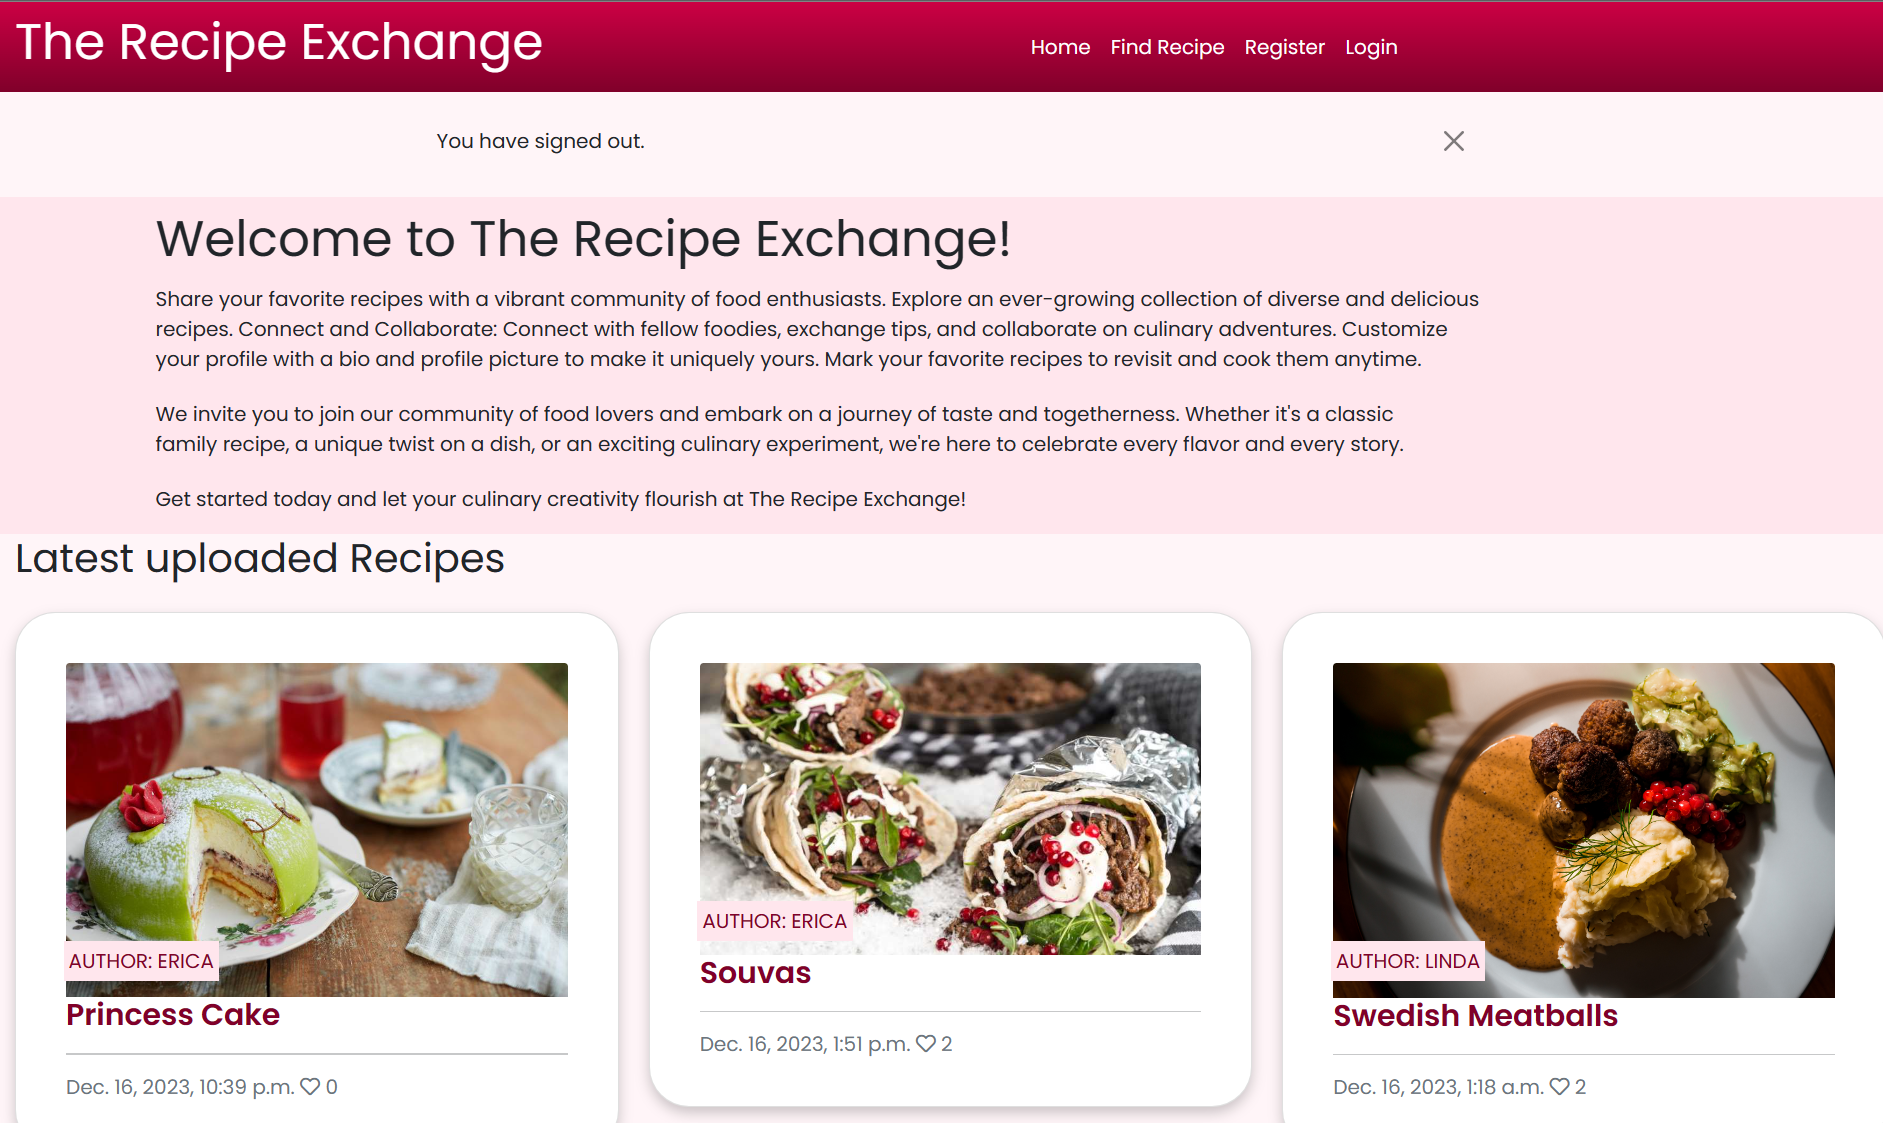 The Recipe Exchange
Home Find Recipe Register Login
You have signed out.
Welcome to The Recipe Exchange!
Share your favorite recipes with a vibrant community of food enthusiasts. Explore an ever-growing collection of diverse and delicious
recipes. Connect and Collaborate: Connect with fellow foodies, exchange tips, and collaborate on culinary adventures. Customize
your profile with a bio and profile picture to make it uniquely yours. Mark your favorite recipes to revisit and cook them anytime.
We invite you to join our community of food lovers and embark on a journey of taste and togetherness. Whether it's a classic
family recipe, a unique twist on a dish, or an exciting culinary experiment, we're here to celebrate every flavor and every story.
Get started today and let your culinary creativity flourish at The Recipe Exchange!
Latest uploaded Recipes
AUTHOR: ERICA
Princess Cake
Dec. 16, 2023, 10:39 p.m. 0
AUTHOR: ERICA
Souvas
Dec. 16, 2023, 1:51 p.m. 2
AUTHOR: LINDA
Swedish Meatballs
Dec. 16, 2023, 1:18 a.m. 2